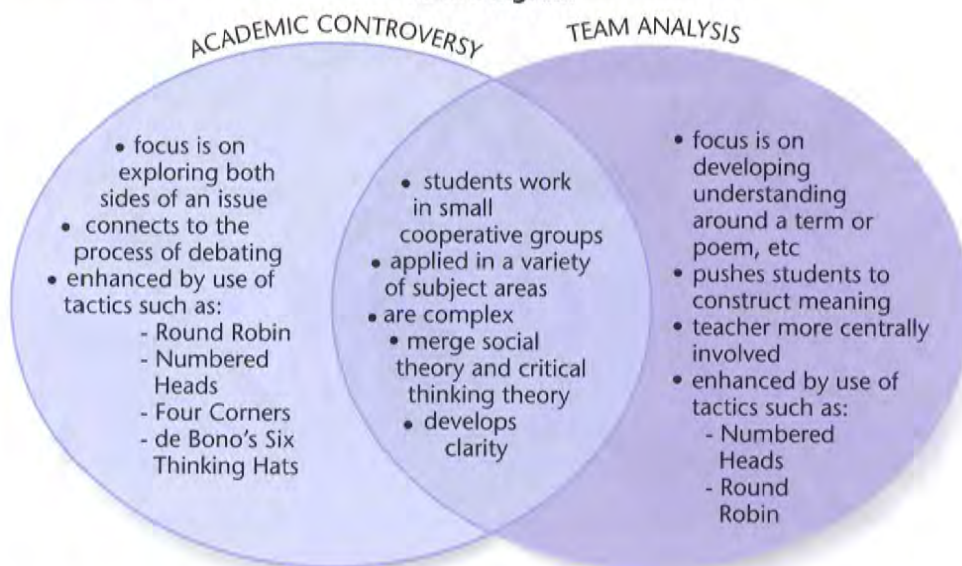 ACADEMIC CONTROVERSY
• focus is on
exploring both
sides of an issue
• connects to the
process of debating
• enhanced by use of
tactics such as:
- Round Robin
- Numbered
Heads
- Four Corners
- de Bono's Six
Thinking Hats
• students work
in small
cooperative groups
• applied in a variety
of subject areas
• are complex
• merge social
theory and critical
thinking theory
• develops
clarity
TEAM ANALYSIS
• focus is on
developing
understanding
around a term or
poem, etc
• pushes students to
construct meaning
• teacher more centrally
involved
• enhanced by use of
tactics such as:
- Numbered
Heads
- Round
Robin